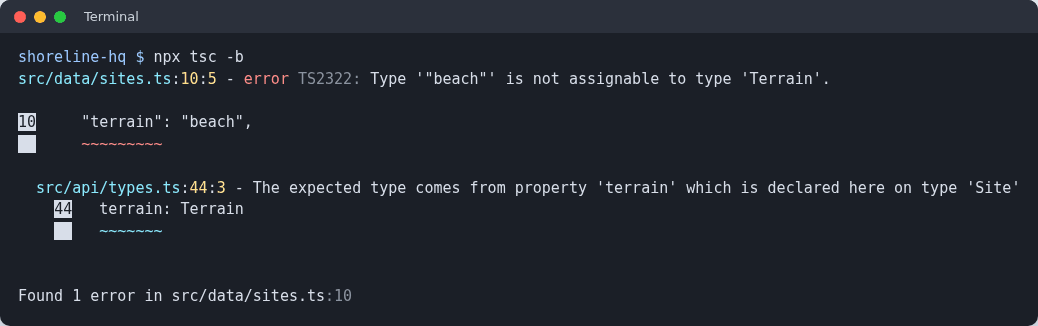 Terminal
shoreline-hq $ npx tsc -b
src/data/sites.ts:10:5 - error TS2322: Type '"beach"' is not assignable to type 'Terrain'.
10     "terrain": "beach",
~~~~~~~~~
src/api/types.ts:44:3 - The expected type comes from property 'terrain' which is declared here on type 'Site'
44   terrain: Terrain
~~~~~~~
Found 1 error in src/data/sites.ts:10